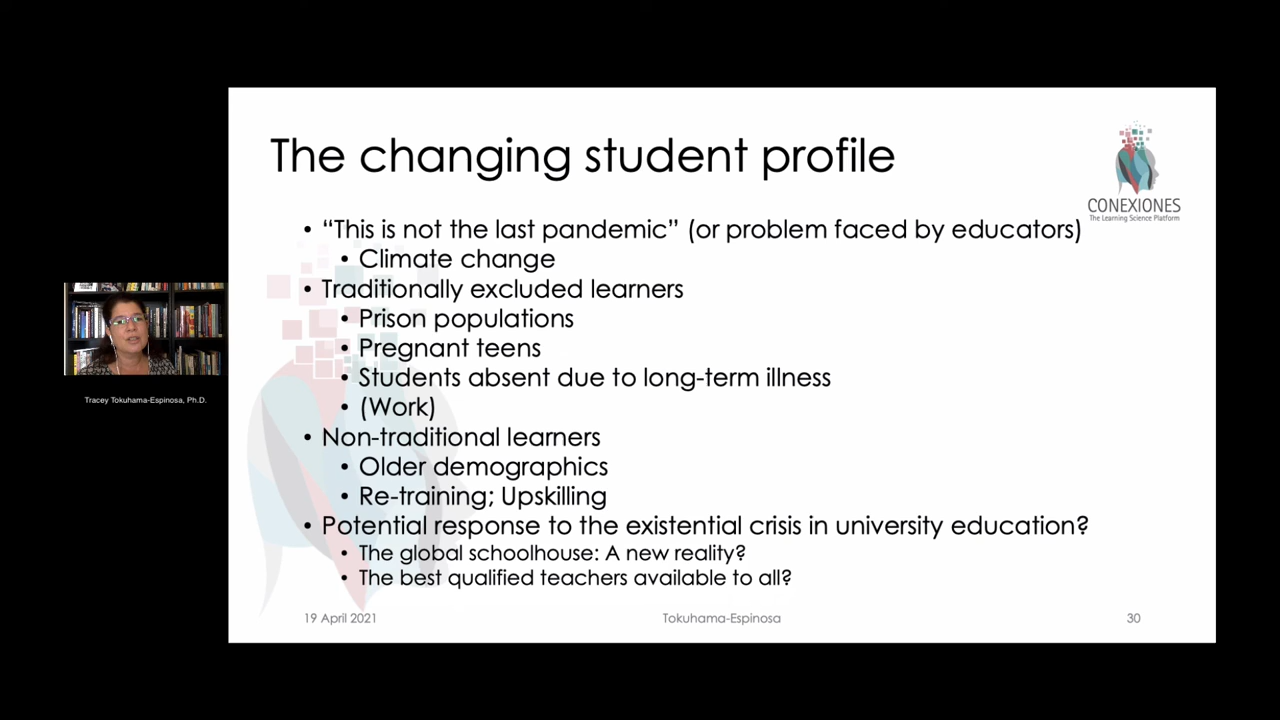 The changing student profile
CONEXIONES
The Learning Science Platform
• “This is not the last pandemic” (or problem faced by educators)
• Climate change
• Traditionally excluded learners
• Prison populations
• Pregnant teens
• Students absent due to long-term illness
• (Work)
• Non-traditional learners
• Older demographics
• Re-training; Upskilling
• Potential response to the existential crisis in university education?
• The global schoolhouse: A new reality?
• The best qualified teachers available to all?
19 April 2021
Tokuhama-Espinosa
30
Tracey Tokuhama-Espinosa, Ph.D.